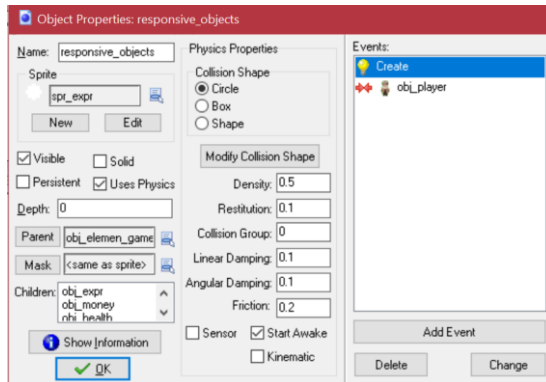 Object Properties: responsive_objects
Name: responsive_objects
Sprite
spr_expr
New Edit
Visible Solid
Persistent Uses Physics
Depth: 0
Parent obj_elemen_game
Mask <same as sprite>
Children: obj_expr
obj_money
obj_health
Show Information
OK
Physics Properties
Collision Shape
Circle
Box
Shape
Modify Collision Shape
Density: 0.5
Restitution: 0.1
Collision Group: 0
Linear Damping: 0.1
Angular Damping: 0.1
Friction: 0.2
Sensor Start Awake
Kinematic
Events:
Create
obj_player
Add Event
Delete Change